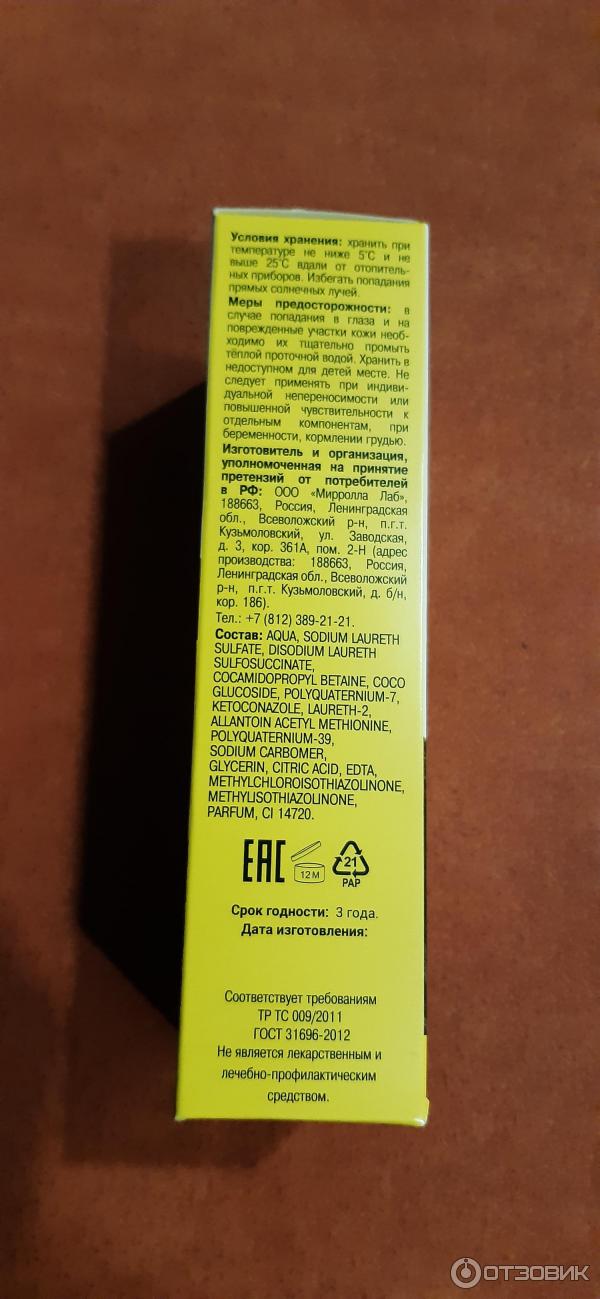 Условия хранения: хранить при
температуре не ниже 5°С и не
выше 25°С вдали от отопитель-
ных приборов. Избегать попадания
прямых солнечных лучей.
Меры предосторожности: в
случае попадания в глаза и на
поврежденные участки кожи необ-
ходимо их тщательно промыть
тёплой проточной водой. Хранить в
недоступном для детей месте. Не
следует применять при индиви-
дуальной непереносимости или
повышенной чувствительности к
отдельным компонентам, при
беременности, кормлении грудью.
Изготовитель и организация,
уполномоченная на принятие
претензий от потребителей
в РФ: ООО «Мирролла Лаб»,
188663, Россия, Ленинградская
обл., Всеволожский р-н, п.г.т.
Кузьмоловский, ул. Заводская,
д. 3, кор. 361А, пом. 2-Н (адрес
производства: 188663, Россия,
Ленинградская обл., Всеволожский
р-н, п.г.т. Кузьмоловский, д. б/н,
кор. 186).
Тел.: +7 (812) 389-21-21.
Состав: AQUA, SODIUM LAURETH
SULFATE, DISODIUM LAURETH
SULFOSUCCINATE,
COCAMIDOPROPYL BETAINE, COCO
GLUCOSIDE, POLYQUATERNIUM-7,
KETOCONAZOLE, LAURETH-2,
ALLANTOIN ACETYL METHIONINE,
POLYQUATERNIUM-39,
SODIUM CARBOMER,
GLYCERIN, CITRIC ACID, EDTA,
METHYLCHLOROISOTHIAZOLINONE,
METHYLISOTHIAZOLINONE,
PARFUM, CI 14720.
EAC 12 M 21
PAP
Срок годности: 3 года.
Дата изготовления:
Соответствует требованиям
ТР ТС 009/2011
ГОСТ 31696-2012
Не является лекарственным и
лечебно-профилактическим
средством.
ОТЗОВИК